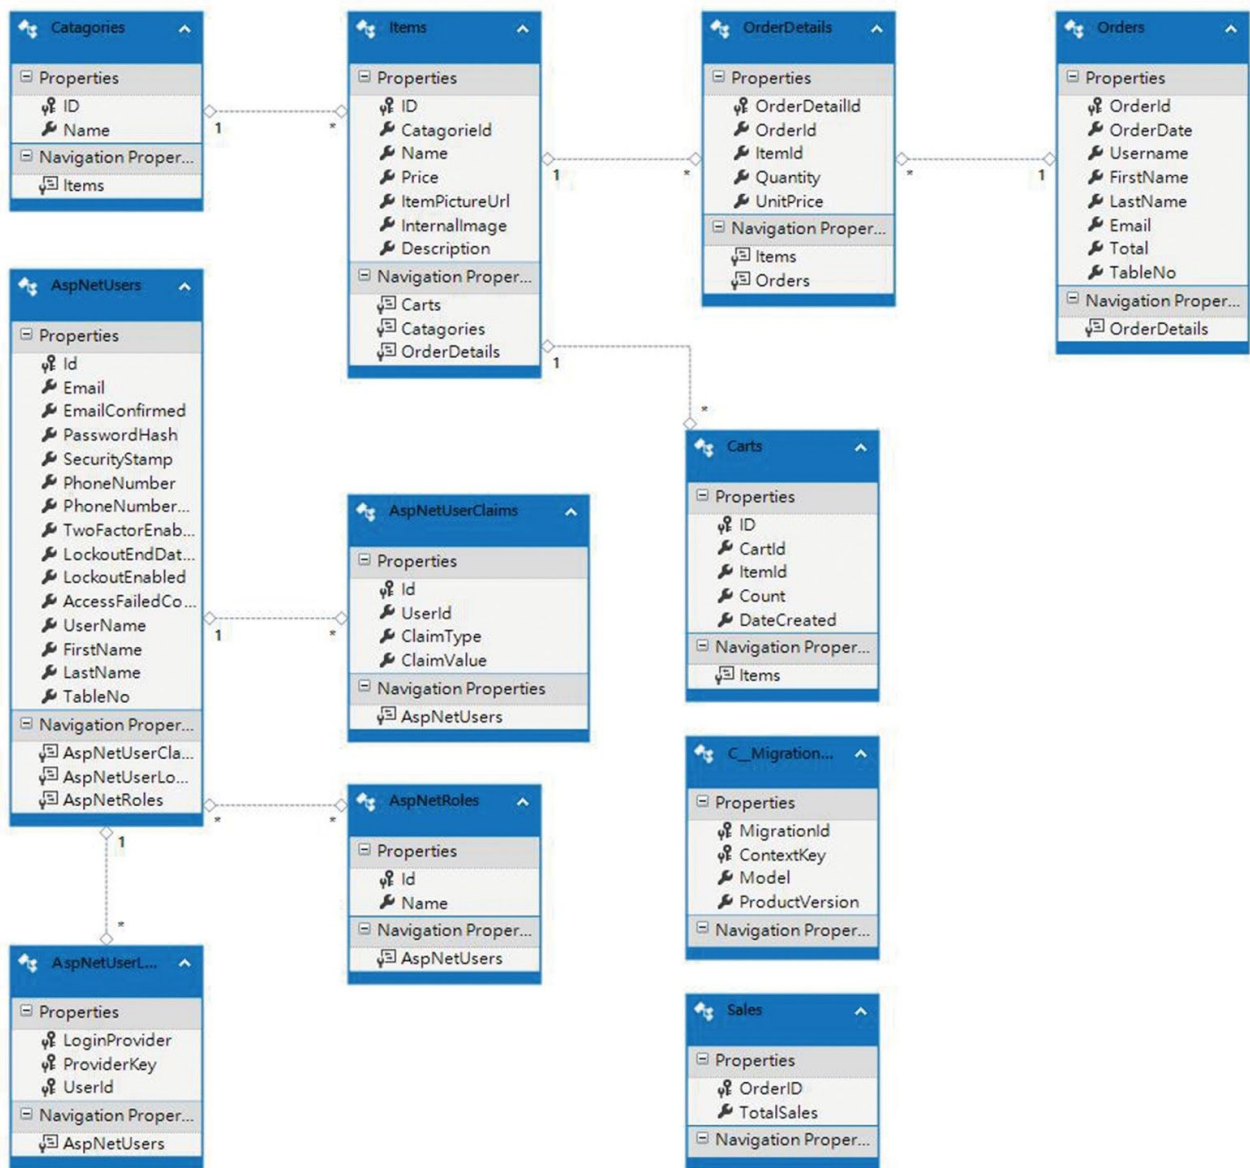 Catagories
Properties
ID
Name
Navigation Proper...
Items
1
*
Items
Properties
ID
CatagorieId
Name
Price
ItemPictureUrl
InternalImage
Description
Navigation Proper...
Carts
Catagories
OrderDetails
1
*
OrderDetails
Properties
OrderDetailId
OrderId
ItemId
Quantity
UnitPrice
Navigation Proper...
Items
Orders
*
1
Orders
Properties
OrderId
OrderDate
Username
FirstName
LastName
Email
Total
TableNo
Navigation Proper...
OrderDetails
1
*
AspNetUsers
Properties
Id
Email
EmailConfirmed
PasswordHash
SecurityStamp
PhoneNumber
PhoneNumber...
TwoFactorEnab...
LockoutEndDat...
LockoutEnabled
AccessFailedCo...
UserName
FirstName
LastName
TableNo
Navigation Proper...
AspNetUserCla...
AspNetUserLo...
AspNetRoles
1
*
AspNetUserClaims
Properties
Id
UserId
ClaimType
ClaimValue
Navigation Properties
AspNetUsers
Carts
Properties
ID
CartId
ItemId
Count
DateCreated
Navigation Proper...
Items
*
*
AspNetRoles
Properties
Id
Name
Navigation Proper...
AspNetUsers
C__Migration...
Properties
MigrationId
ContextKey
Model
ProductVersion
Navigation Proper...
1
*
AspNetUserL...
Properties
LoginProvider
ProviderKey
UserId
Navigation Proper...
AspNetUsers
Sales
Properties
OrderID
TotalSales
Navigation Proper...